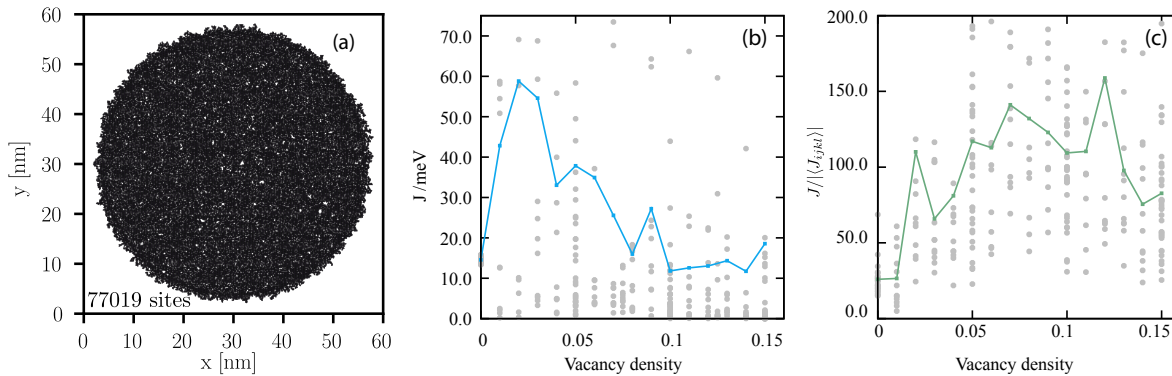 (a)
60
50
40
30
20
10
0
y [nm]
77019 sites
0 10 20 30 40 50 60
x [nm]
(b)
70.0
60.0
50.0
40.0
30.0
20.0
10.0
0.0
J /meV
0 0.05 0.1 0.15
Vacancy density
(c)
200.0
150.0
100.0
50.0
0.0
J/|⟨J_{ijkl}⟩|
0 0.05 0.1 0.15
Vacancy density